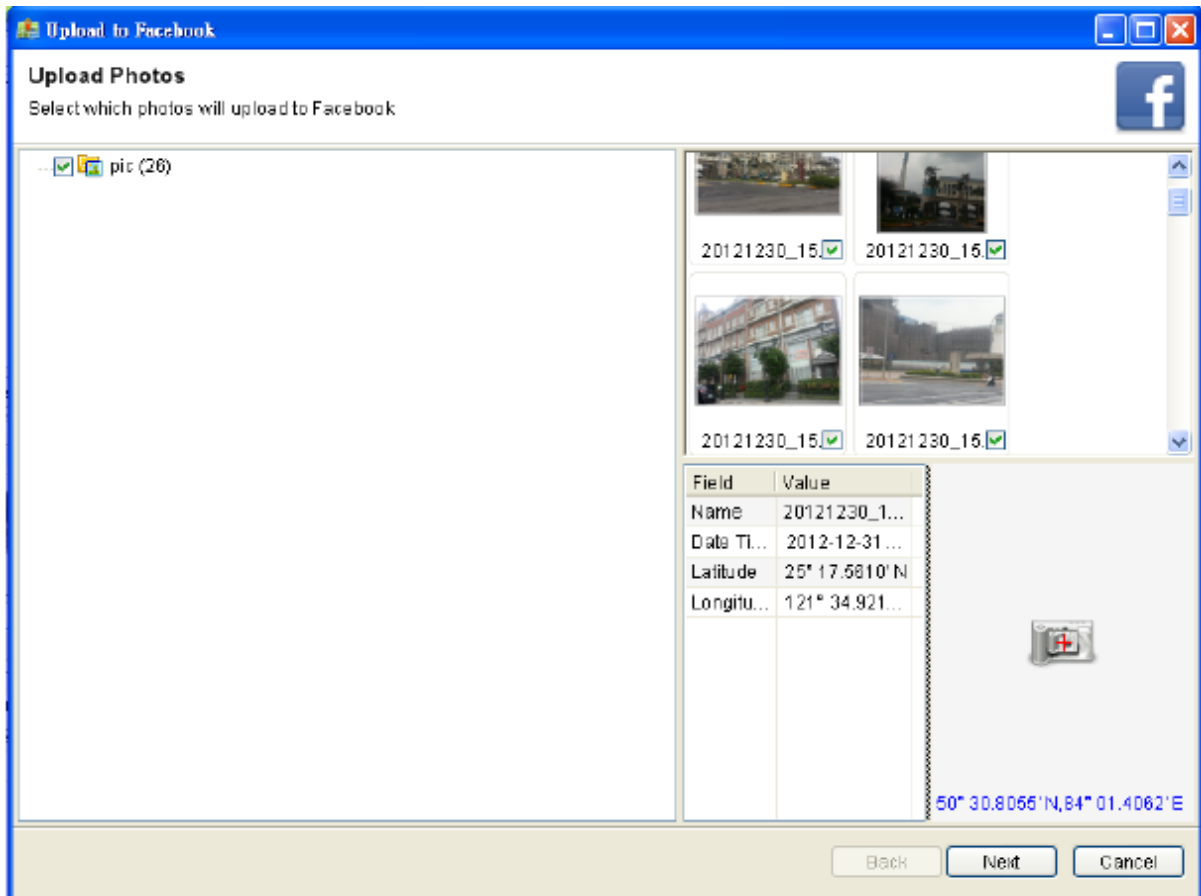 Upload to Facebook
Upload Photos
Select which photos will upload to Facebook
f
pic (26)
20121230_15. 20121230_15.
20121230_15. 20121230_15.
Field Value
Name 20121230_1...
Date Ti... 2012-12-31 ...
Latitude 25° 17.5610' N
Longitu... 121° 34.921...
50° 30.8055'N,84° 01.4062'E
Back Next Cancel